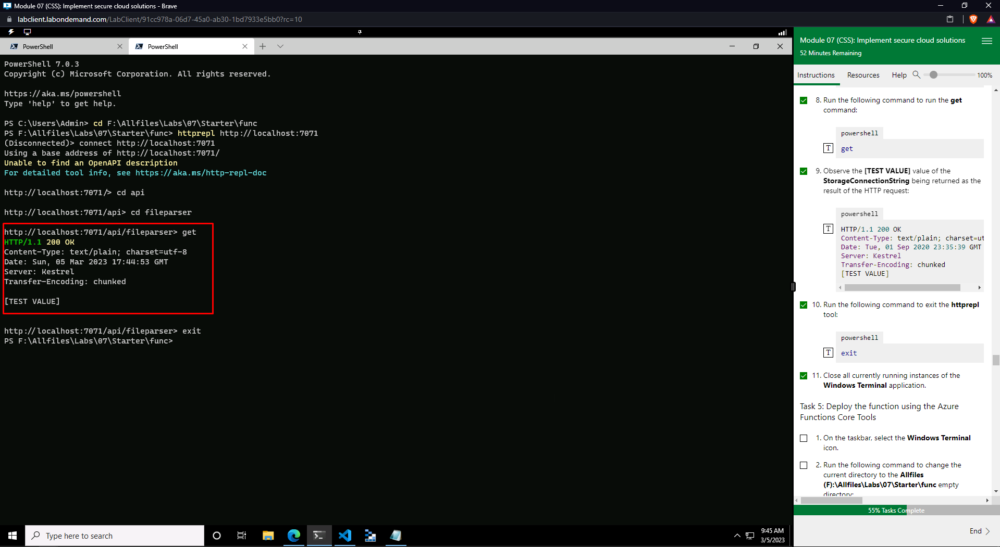 Module 07 (CSS): Implement secure cloud solutions - Brave
labclient.labondemand.com/LabClient/91cc978a-06d7-45a0-ab30-1bd7933e5bb0?rc=10
PowerShell
PowerShell
PowerShell 7.0.3
Copyright (c) Microsoft Corporation. All rights reserved.
https://aka.ms/powershell
Type 'help' to get help.
PS C:\Users\Admin> cd F:\Allfiles\Labs\07\Starter\func
PS F:\Allfiles\Labs\07\Starter\func> httprepl http://localhost:7071
(Disconnected)> connect http://localhost:7071
Using a base address of http://localhost:7071/
Unable to find an OpenAPI description
For detailed tool info, see https://aka.ms/http-repl-doc
http://localhost:7071/> cd api
http://localhost:7071/api> cd fileparser
http://localhost:7071/api/fileparser> get
HTTP/1.1 200 OK
Content-Type: text/plain; charset=utf-8
Date: Sun, 05 Mar 2023 17:44:53 GMT
Server: Kestrel
Transfer-Encoding: chunked
[TEST VALUE]
http://localhost:7071/api/fileparser> exit
PS F:\Allfiles\Labs\07\Starter\func>
Module 07 (CSS): Implement secure cloud solutions
52 Minutes Remaining
Instructions Resources Help 100%
8. Run the following command to run the get
command:
powershell
T get
9. Observe the [TEST VALUE] value of the
StorageConnectionString being returned as the
result of the HTTP request:
powershell
T HTTP/1.1 200 OK
Content-Type: text/plain; charset=ut
Date: Tue, 01 Sep 2020 23:35:39 GMT
Server: Kestrel
Transfer-Encoding: chunked
[TEST VALUE]
10. Run the following command to exit the httprepl
tool:
powershell
T exit
11. Close all currently running instances of the
Windows Terminal application.
Task 5: Deploy the function using the Azure
Functions Core Tools
1. On the taskbar, select the Windows Terminal
icon.
2. Run the following command to change the
current directory to the Allfiles
(F):\Allfiles\Labs\07\Starter\func empty
directory:
55% Tasks Complete
End
Type here to search
9:45 AM
3/5/2023